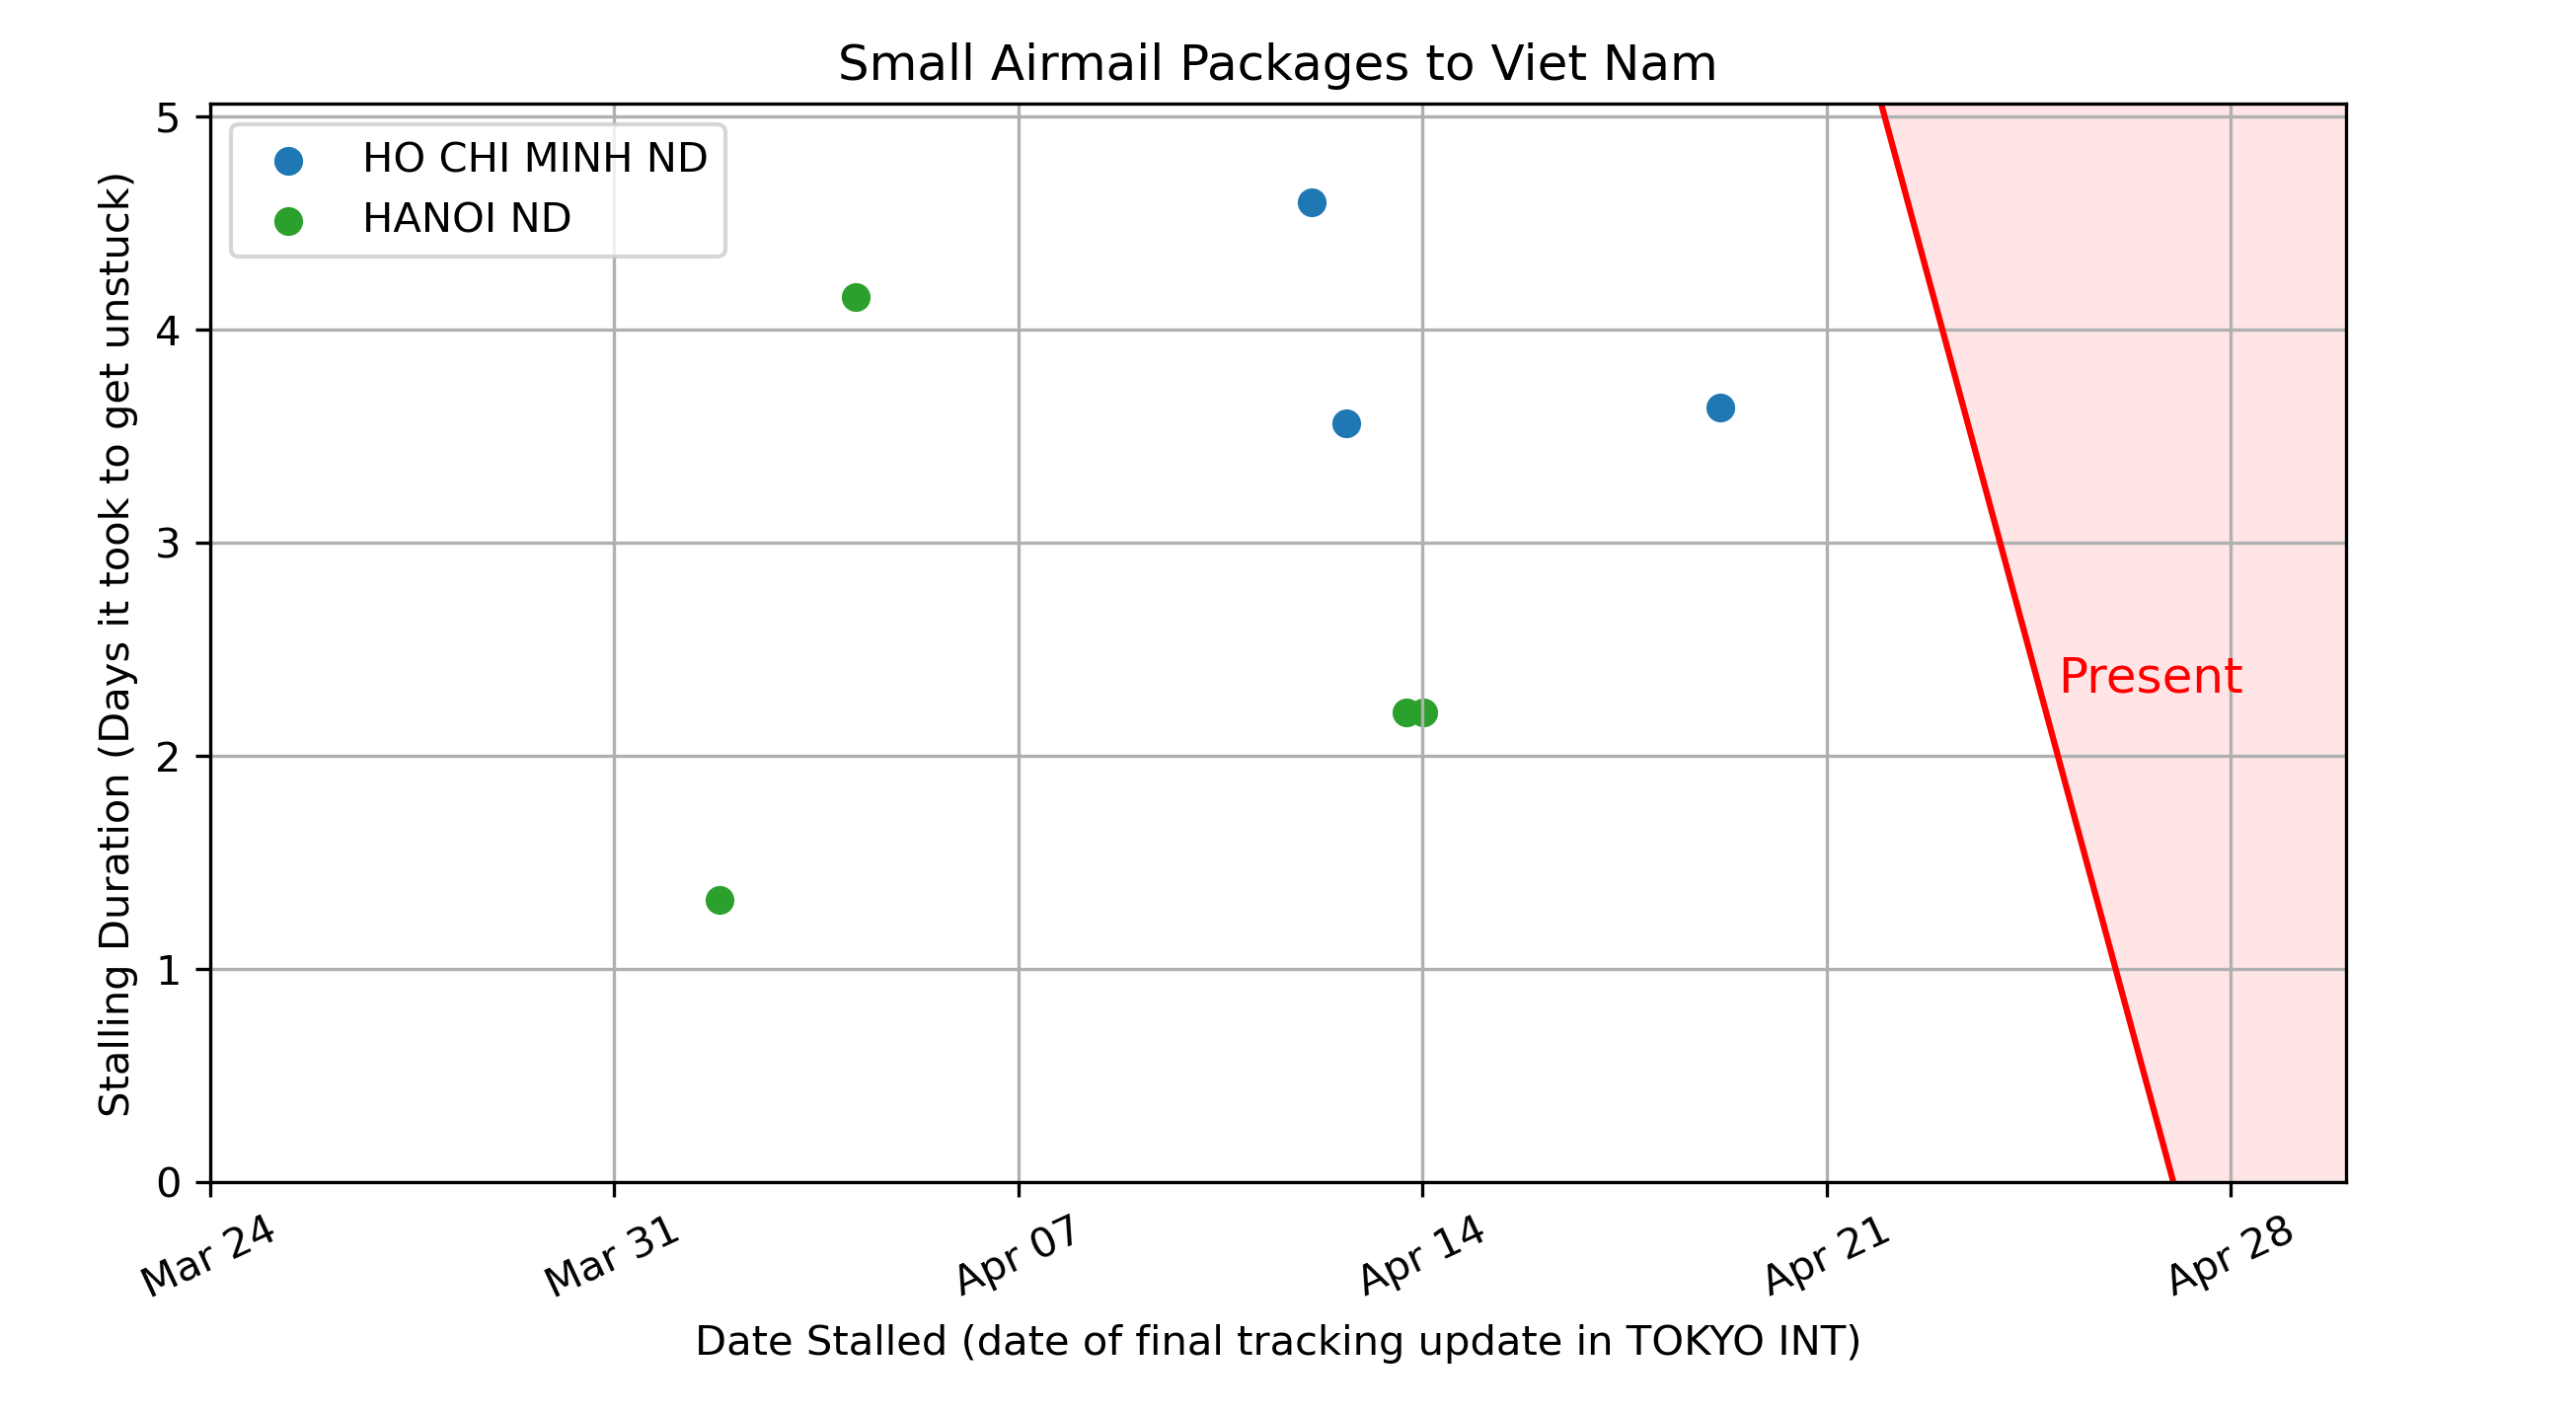 Small Airmail Packages to Viet Nam
HO CHI MINH ND
HANOI ND
Stalling Duration (Days it took to get unstuck)
5
4
3
2
1
0
Present
Mar 24
Mar 31
Apr 07
Apr 14
Apr 21
Apr 28
Date Stalled (date of final tracking update in TOKYO INT)